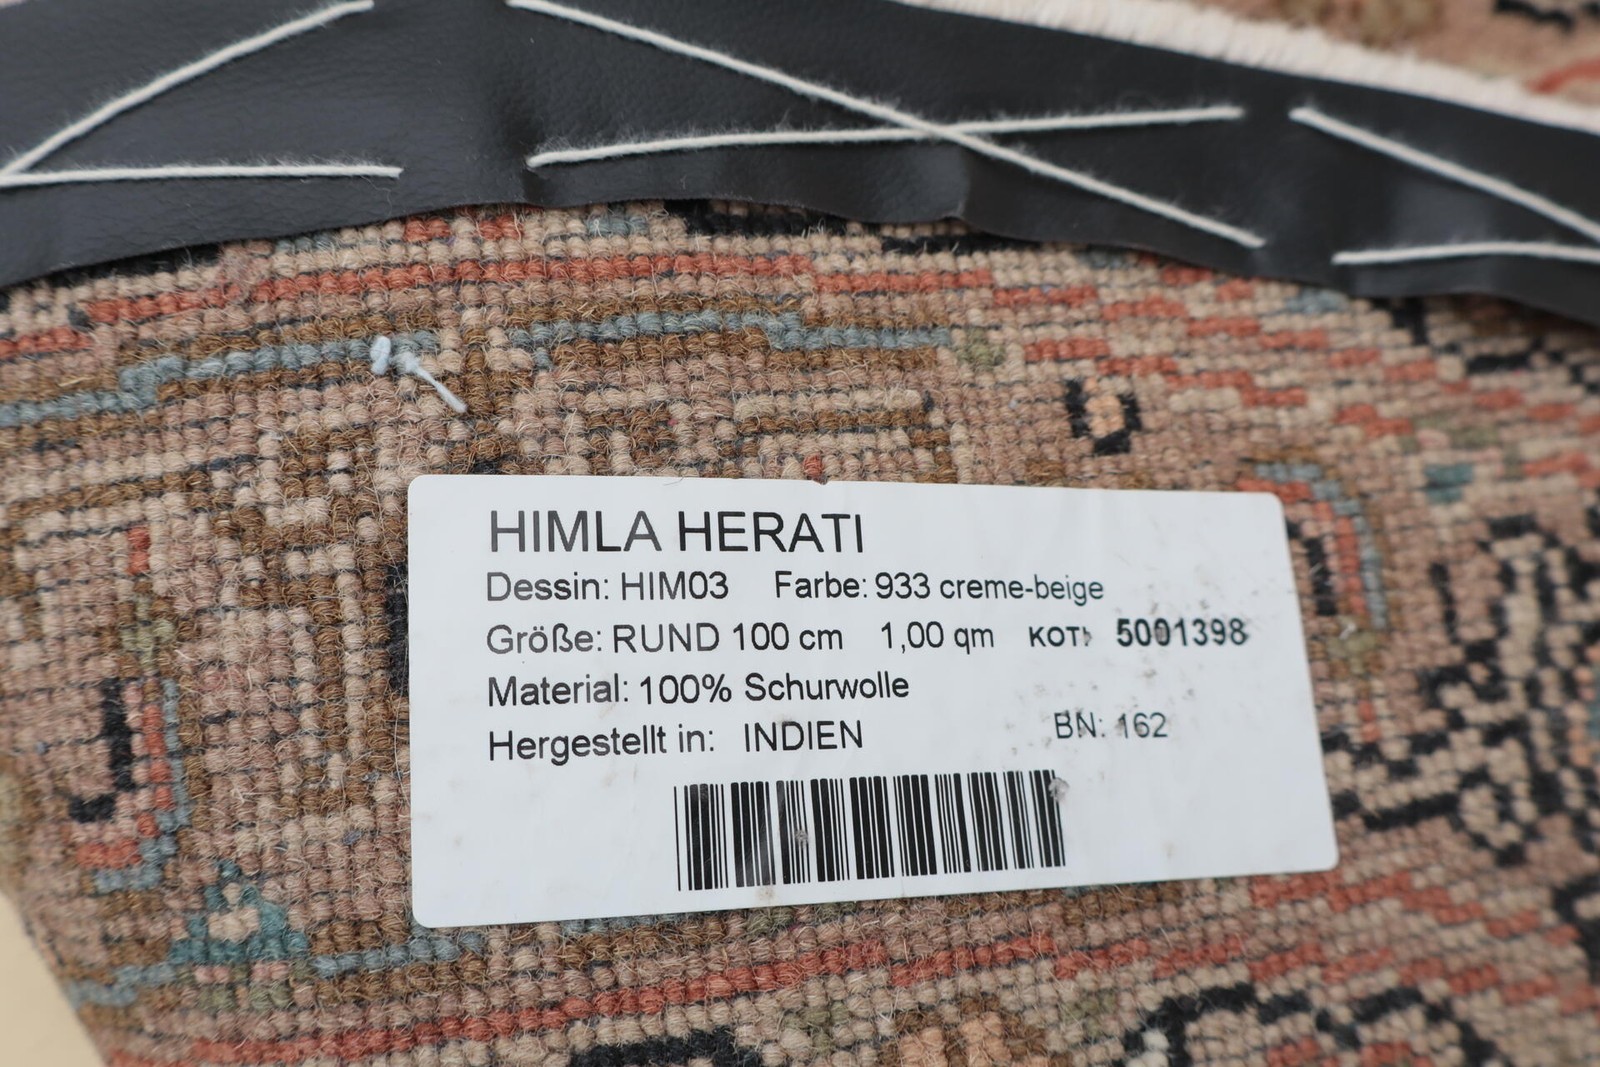 HIMLA HERATI
Dessin: HIM03 Farbe: 933 creme-beige
Größe: RUND 100 cm 1,00 qm 5001398
Material: 100% Schurwolle
Hergestellt in: INDIEN BN: 162